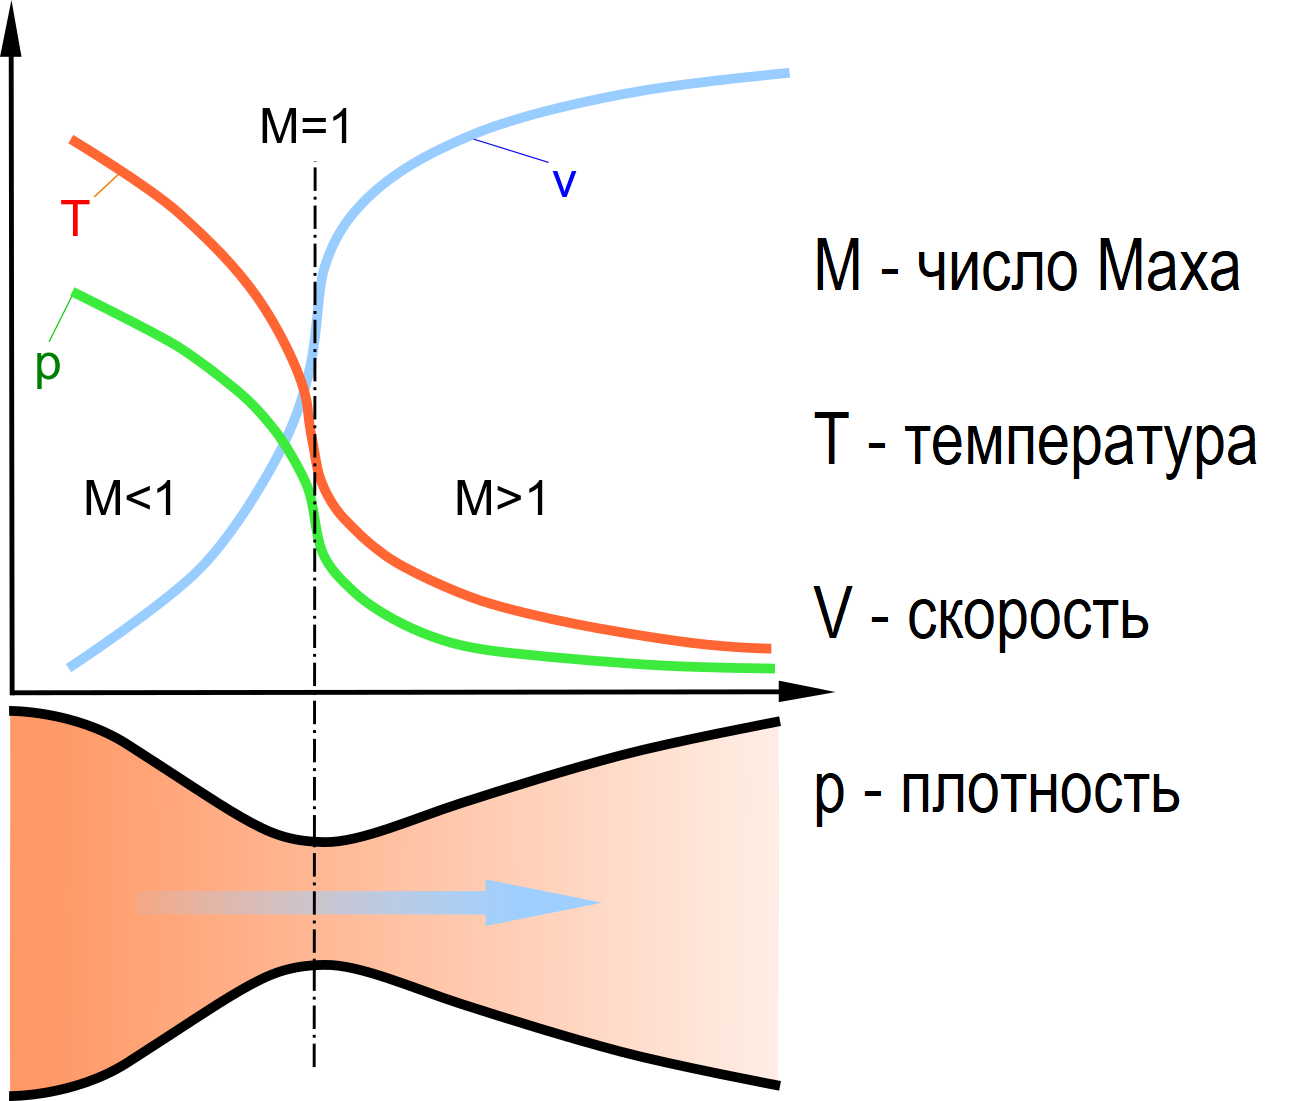 M=1
T
v
p
M<1
M>1
М - число Маха
Т - температура
V - скорость
p - плотность